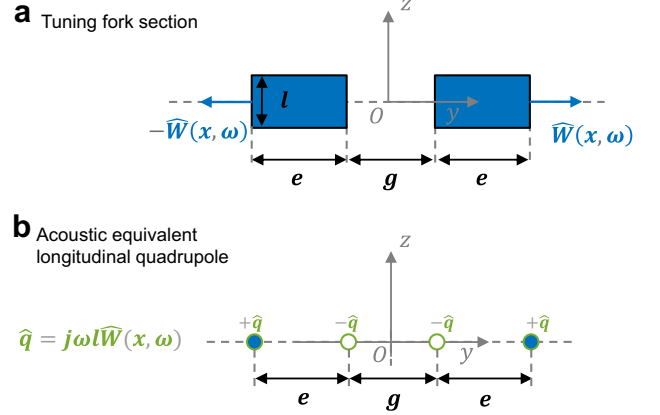 a Tuning fork section
z
l
O y
−Ŵ(x, ω) Ŵ(x, ω)
e g e
b Acoustic equivalent
longitudinal quadrupole
z
q̂ = jωlŴ(x, ω)
+q̂ −q̂ −q̂ +q̂
O y
e g e